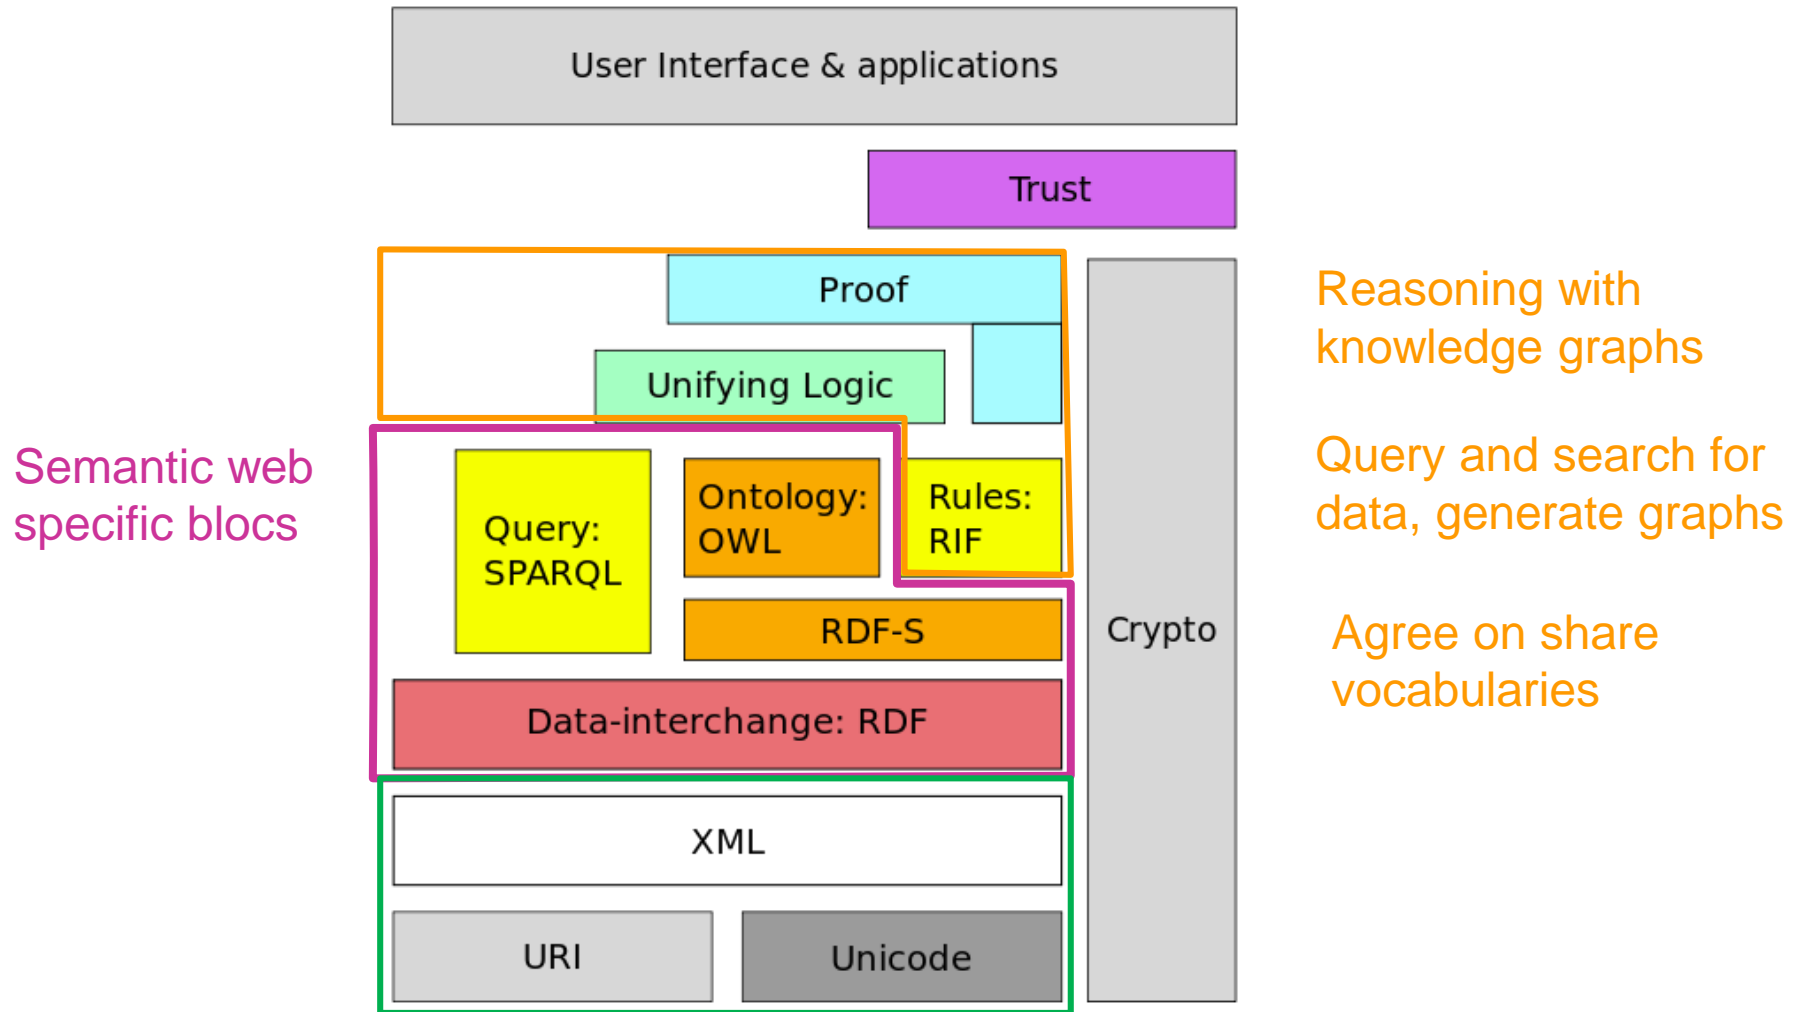 User Interface & applications
Trust
Proof
Unifying Logic
Reasoning with
knowledge graphs
Semantic web
specific blocs
Query:
SPARQL
Ontology:
OWL
Rules:
RIF
Query and search for
data, generate graphs
RDF-S
Crypto
Agree on share
vocabularies
Data-interchange: RDF
XML
URI
Unicode